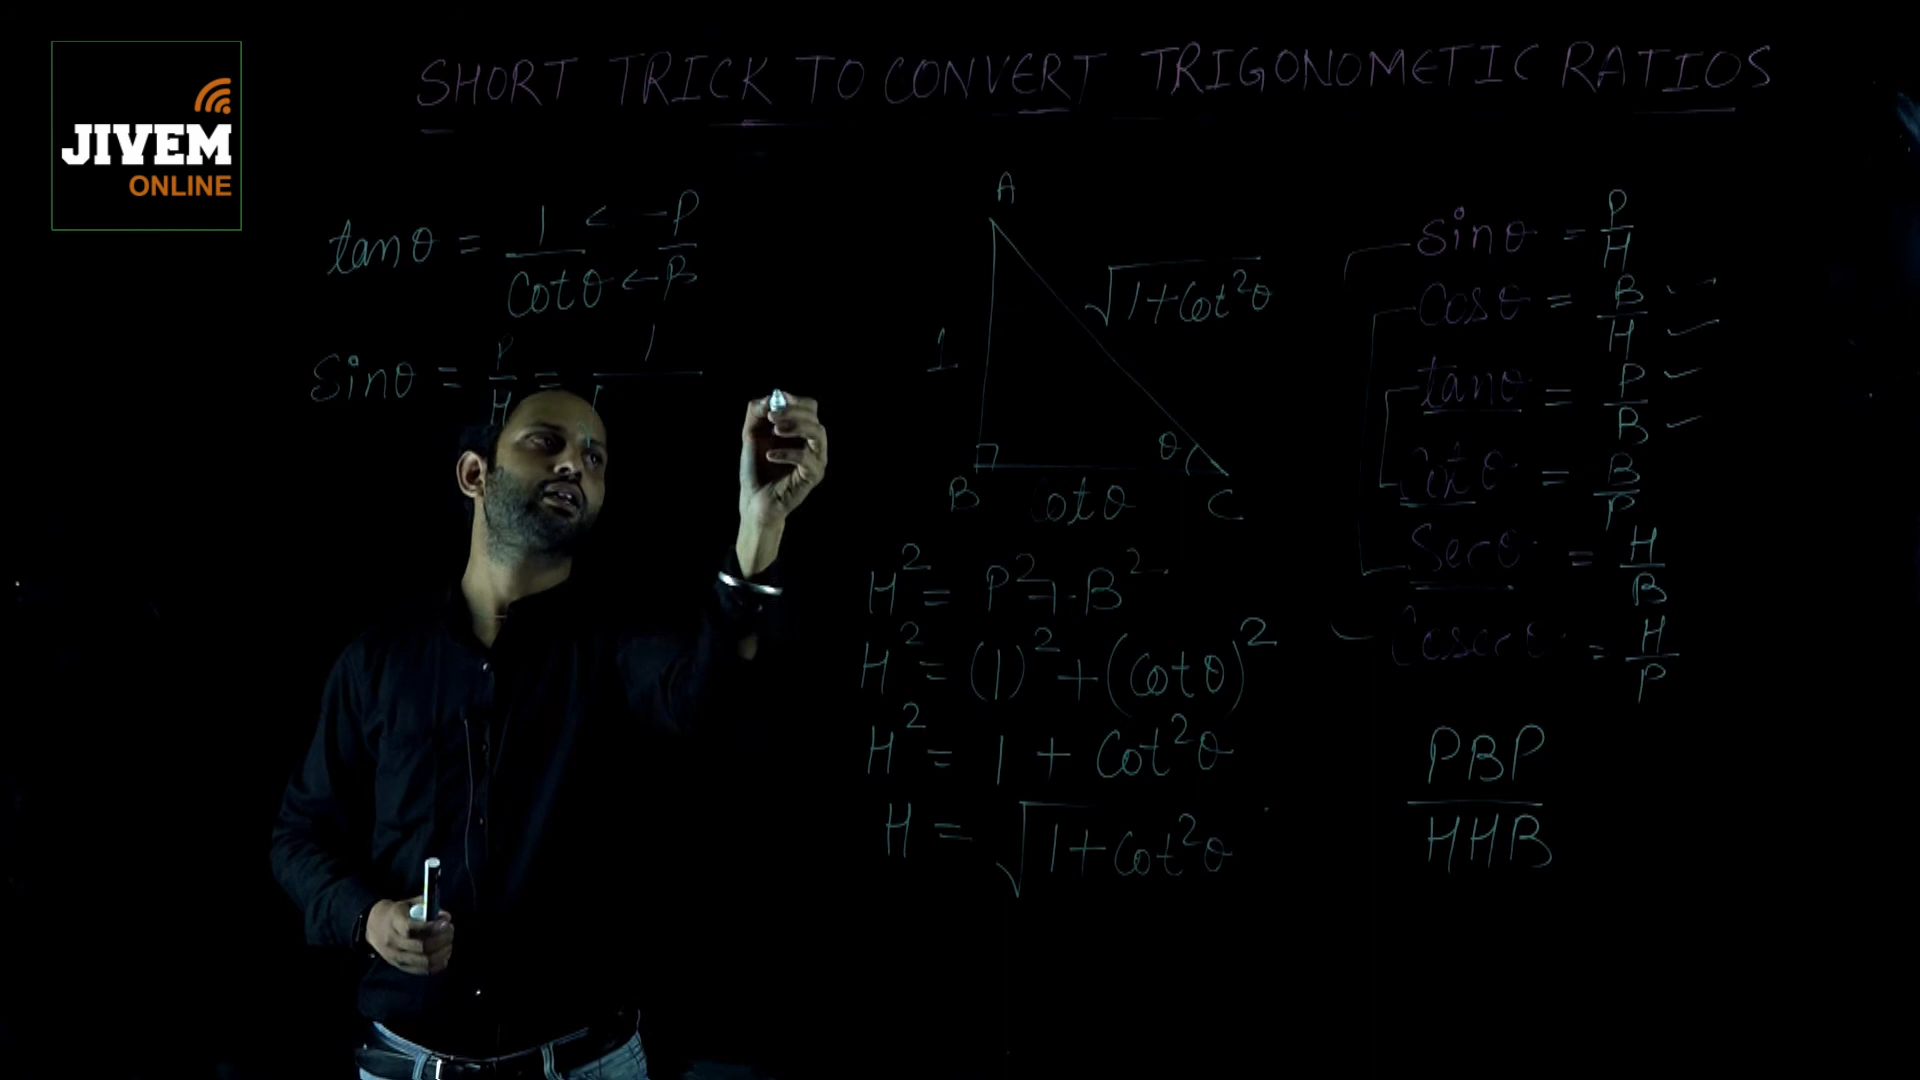 JIVEM
ONLINE
SHORT TRICK TO CONVERT TRIGONOMETIC RATIOS
tanθ = 1/Cotθ ← P/B
Sinθ = P/H = 1/√
A
1
√1+Cot²θ
θ
B
Cotθ
C
H² = P² + B²
H² = (1)² + (Cotθ)²
H² = 1 + Cot²θ
H = √1+Cot²θ
Sinθ = P/H
Cosθ = B/H
tanθ = P/B
Cotθ = B/P
Secθ = H/B
Cosecθ = H/P
PBP
HHB